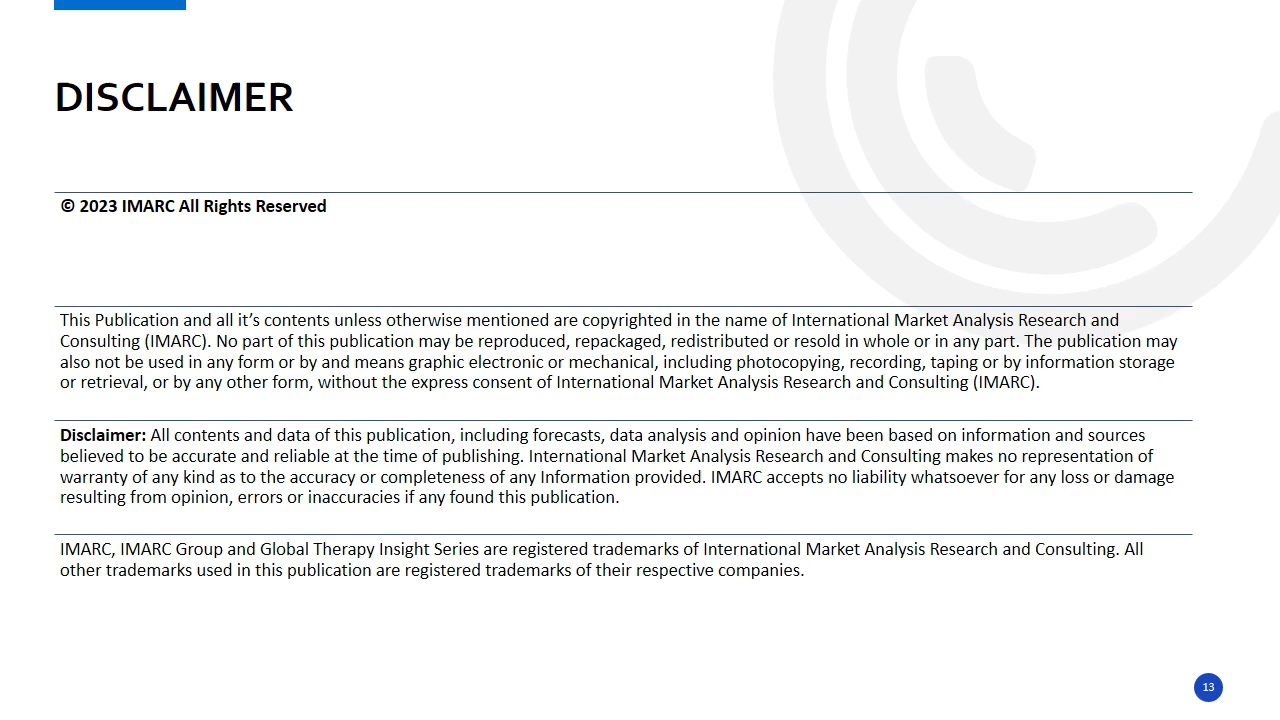 DISCLAIMER
© 2023 IMARC All Rights Reserved
This Publication and all it’s contents unless otherwise mentioned are copyrighted in the name of International Market Analysis Research and
Consulting (IMARC). No part of this publication may be reproduced, repackaged, redistributed or resold in whole or in any part. The publication may
also not be used in any form or by and means graphic electronic or mechanical, including photocopying, recording, taping or by information storage
or retrieval, or by any other form, without the express consent of International Market Analysis Research and Consulting (IMARC).
Disclaimer: All contents and data of this publication, including forecasts, data analysis and opinion have been based on information and sources
believed to be accurate and reliable at the time of publishing. International Market Analysis Research and Consulting makes no representation of
warranty of any kind as to the accuracy or completeness of any Information provided. IMARC accepts no liability whatsoever for any loss or damage
resulting from opinion, errors or inaccuracies if any found this publication.
IMARC, IMARC Group and Global Therapy Insight Series are registered trademarks of International Market Analysis Research and Consulting. All
other trademarks used in this publication are registered trademarks of their respective companies.
13